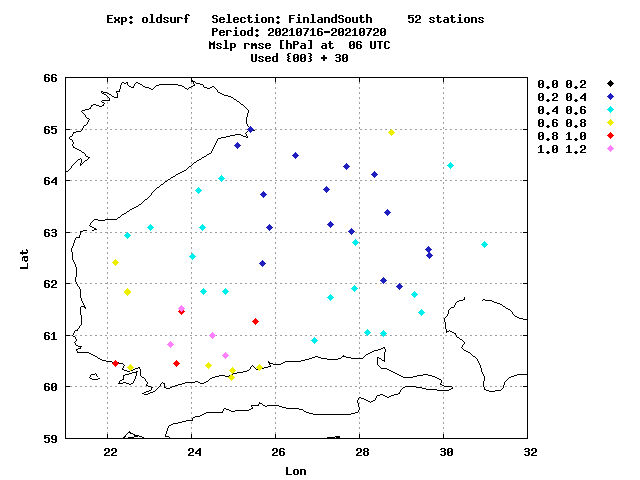 Exp: oldsurf   Selection: FinlandSouth     52 stations
Period: 20210716-20210720
Mslp rmse [hPa] at  06 UTC
Used {00} + 30
0.0 0.2
0.2 0.4
0.4 0.6
0.6 0.8
0.8 1.0
1.0 1.2
66
65
64
63
62
61
60
59
Lat
22 24 26 28 30 32
Lon